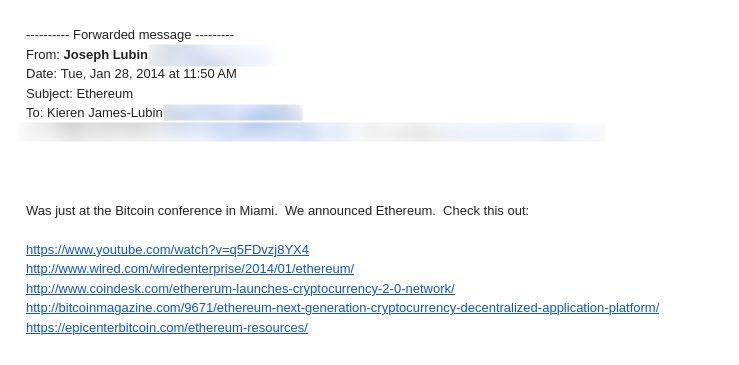 ---------- Forwarded message ---------
From: Joseph Lubin
Date: Tue, Jan 28, 2014 at 11:50 AM
Subject: Ethereum
To: Kieren James-Lubin
Was just at the Bitcoin conference in Miami.  We announced Ethereum.  Check this out:
https://www.youtube.com/watch?v=q5FDvzj8YX4
http://www.wired.com/wiredenterprise/2014/01/ethereum/
http://www.coindesk.com/ethererum-launches-cryptocurrency-2-0-network/
http://bitcoinmagazine.com/9671/ethereum-next-generation-cryptocurrency-decentralized-application-platform/
https://epicenterbitcoin.com/ethereum-resources/